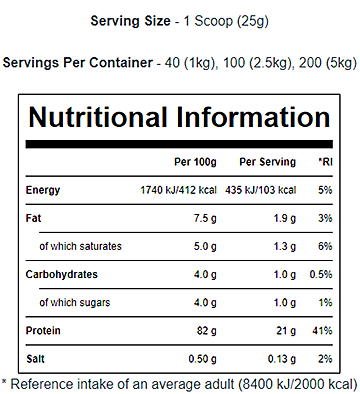 Serving Size - 1 Scoop (25g)
Servings Per Container - 40 (1kg), 100 (2.5kg), 200 (5kg)
Nutritional Information
Per 100g Per Serving *RI
Energy 1740 kJ/412 kcal 435 kJ/103 kcal 5%
Fat 7.5 g 1.9 g 3%
of which saturates 5.0 g 1.3 g 6%
Carbohydrates 4.0 g 1.0 g 0.5%
of which sugars 4.0 g 1.0 g 1%
Protein 82 g 21 g 41%
Salt 0.50 g 0.13 g 2%
* Reference intake of an average adult (8400 kJ/2000 kcal)